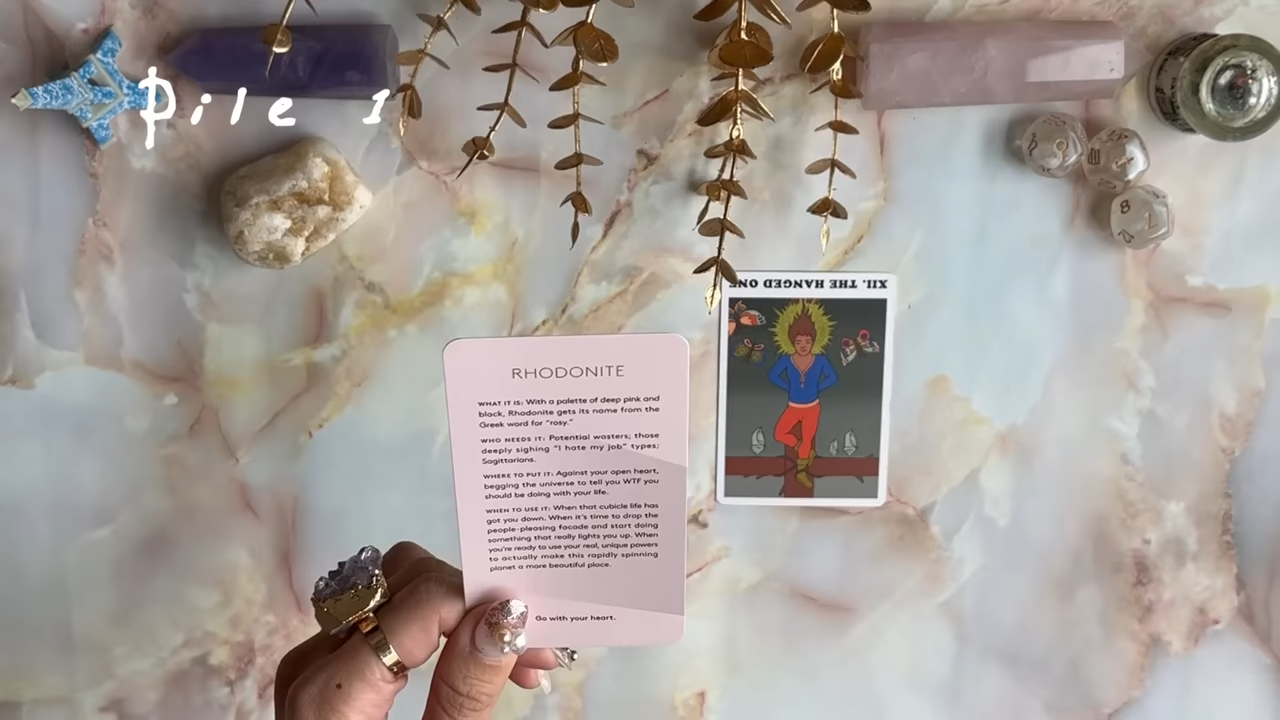 Pile 1
XII. THE HANGED ONE
RHODONITE
WHAT IT IS: With a palette of deep pink and
black, Rhodonite gets its name from the
Greek word for "rosy."
WHO NEEDS IT: Potential wasters; those
deeply sighing "I hate my job" types;
Sagittarians.
WHERE TO PUT IT: Against your open heart,
begging the universe to tell you WTF you
should be doing with your life.
WHEN TO USE IT: When that cubicle life has
got you down. When it's time to drop the
people-pleasing facade and start doing
something that really lights you up. When
you're ready to use your real, unique powers
to actually make this rapidly spinning
planet a more beautiful place.
Go with your heart.
8